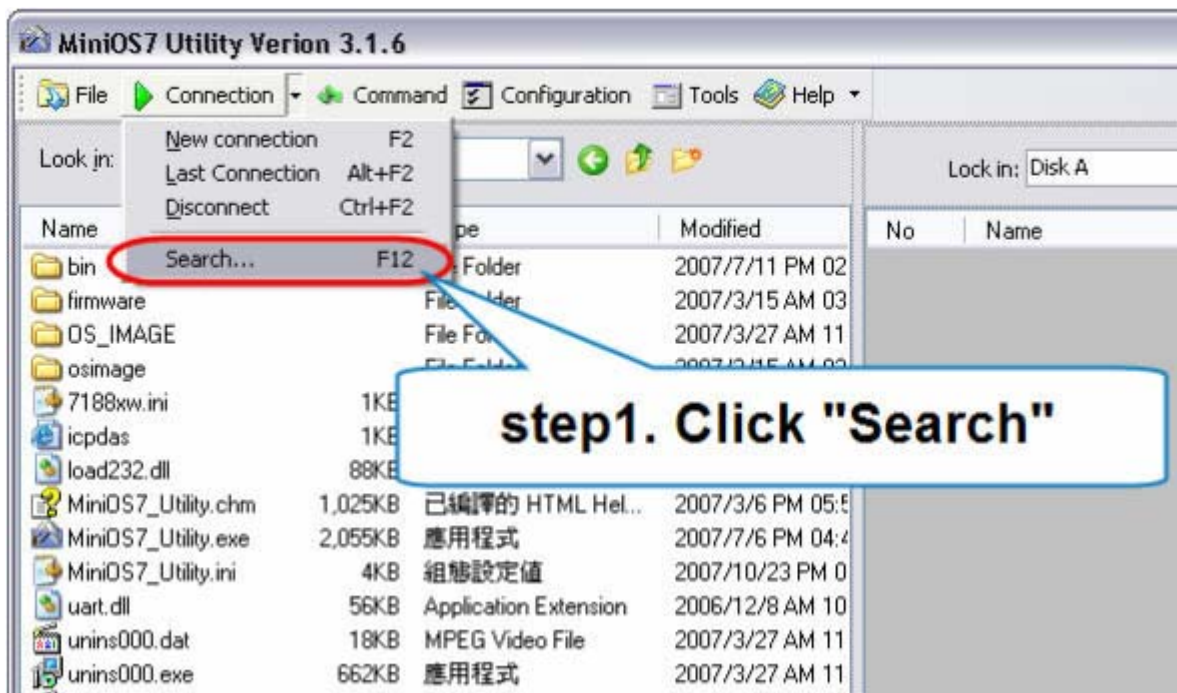 MiniOS7 Utility Verion 3.1.6
File Connection Command Configuration Tools Help
New connection F2
Last Connection Alt+F2
Disconnect Ctrl+F2
Search... F12
Look in:
Lock in: Disk A
Name Modified
No Name
bin Folder 2007/7/11 PM 02
firmware File Folder 2007/3/15 AM 03
OS_IMAGE File 2007/3/27 AM 11
osimage
step1. Click "Search"
7188xw.ini 1KB
icpdas 1KB
load232.dll 88KB
MiniOS7_Utility.chm 1,025KB 已編譯的 HTML Hel... 2007/3/6 PM 05:5
MiniOS7_Utility.exe 2,055KB 應用程式 2007/7/6 PM 04:4
MiniOS7_Utility.ini 4KB 組態設定值 2007/10/23 PM 0
uart.dll 56KB Application Extension 2006/12/8 AM 10
unins000.dat 18KB MPEG Video File 2007/3/27 AM 11
unins000.exe 662KB 應用程式 2007/3/27 AM 11